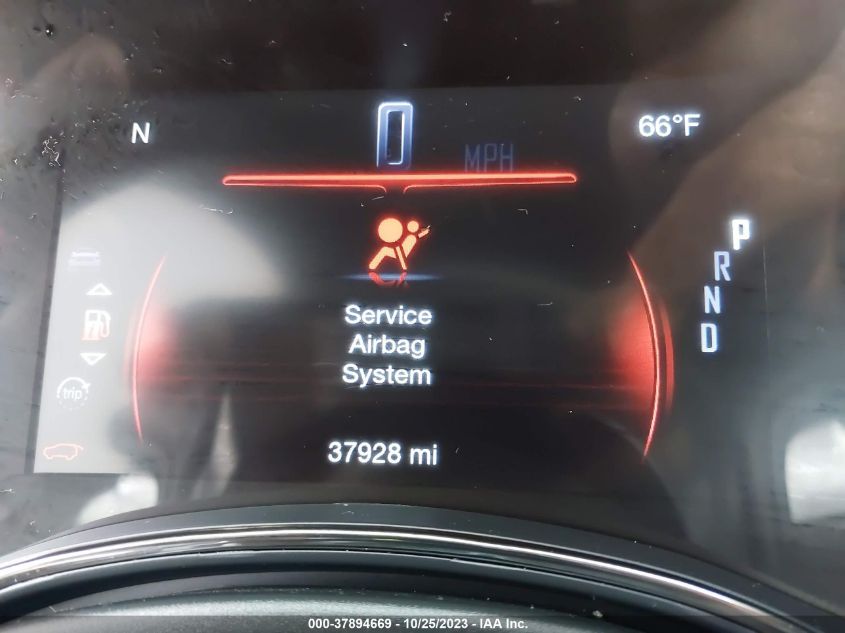 N
0
MPH
66°F
P
R
N
D
Service
Airbag
System
trip
37928 mi
000-37894669 - 10/25/2023 - IAA Inc.